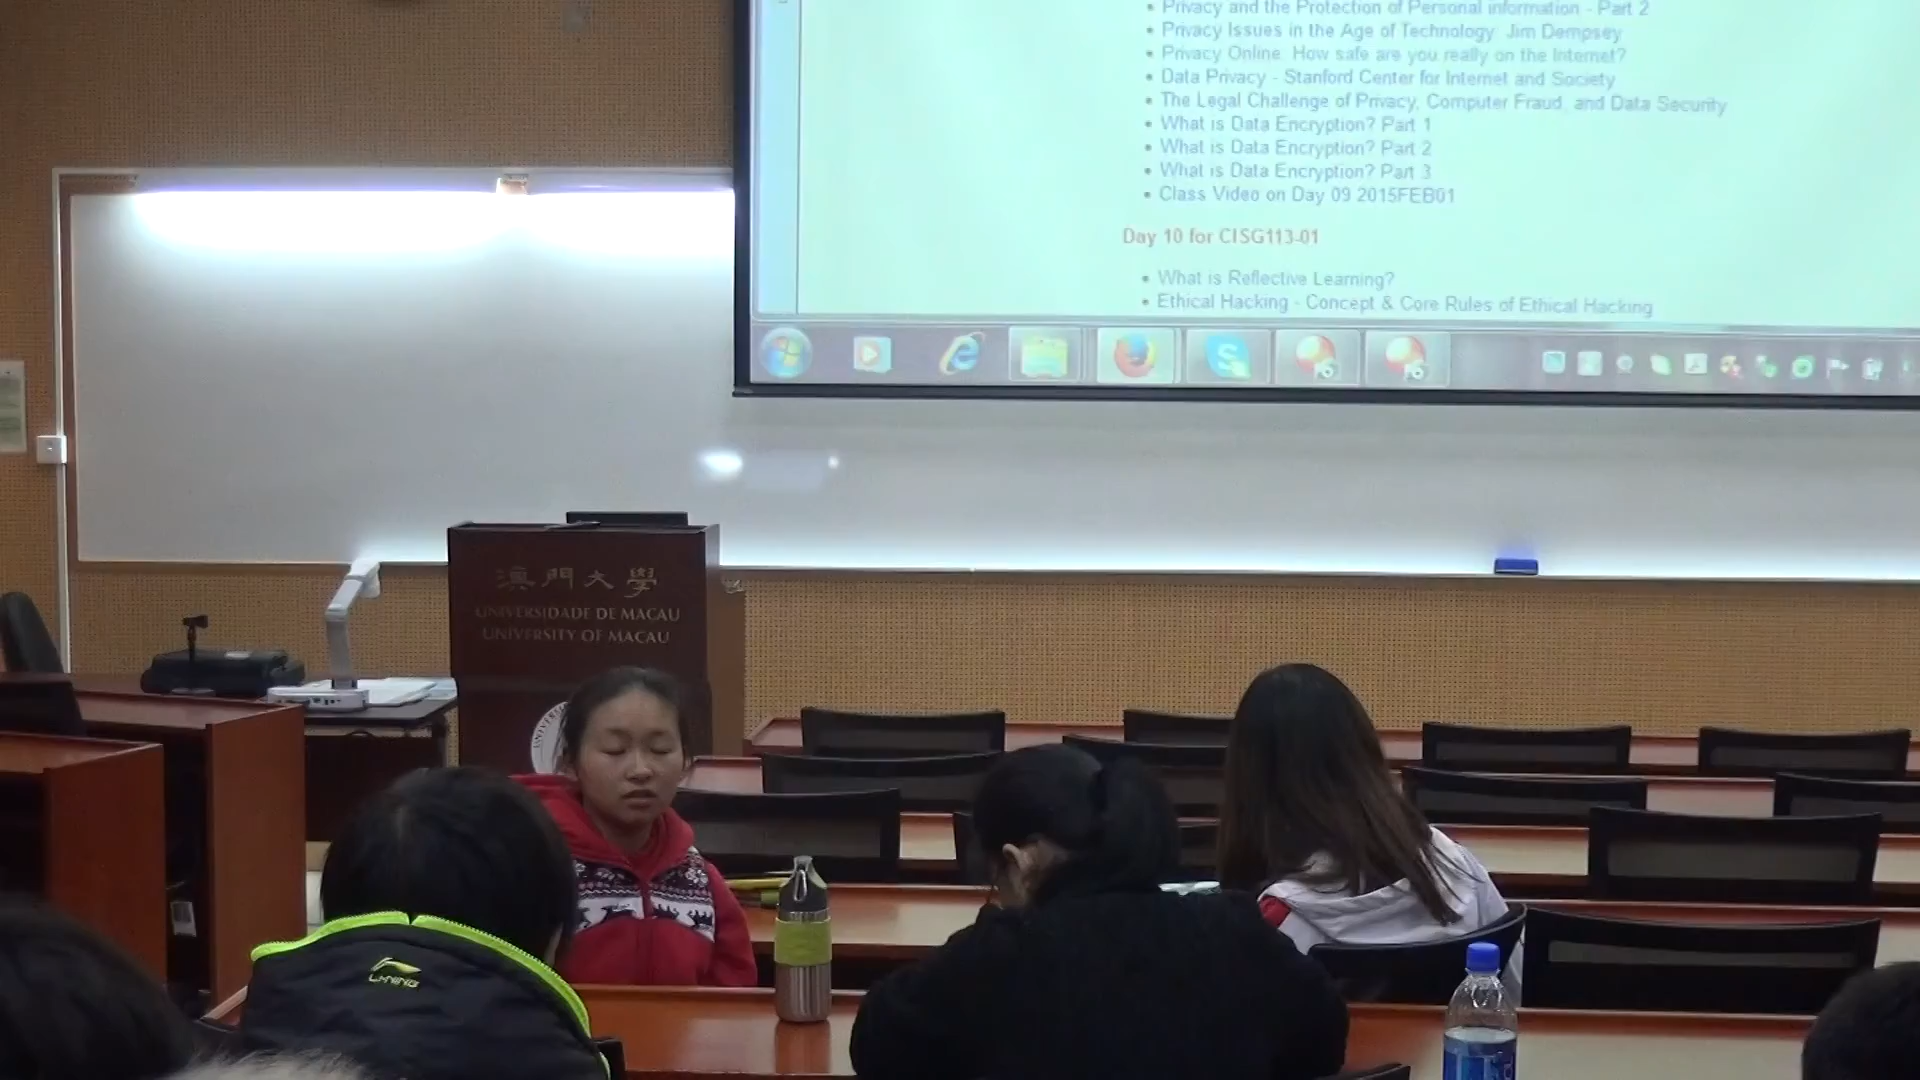 Privacy and the Protection of Personal information - Part 2
Privacy Issues in the Age of Technology: Jim Dempsey
Privacy Online: How safe are you really on the Internet?
Data Privacy - Stanford Center for Internet and Society
The Legal Challenge of Privacy, Computer Fraud, and Data Security
What is Data Encryption? Part 1
What is Data Encryption? Part 2
What is Data Encryption? Part 3
Class Video on Day 09 2015FEB01
Day 10 for CISG113-01
What is Reflective Learning?
Ethical Hacking - Concept & Core Rules of Ethical Hacking
澳門大學
UNIVERSIDADE DE MACAU
UNIVERSITY OF MACAU
LI-NING